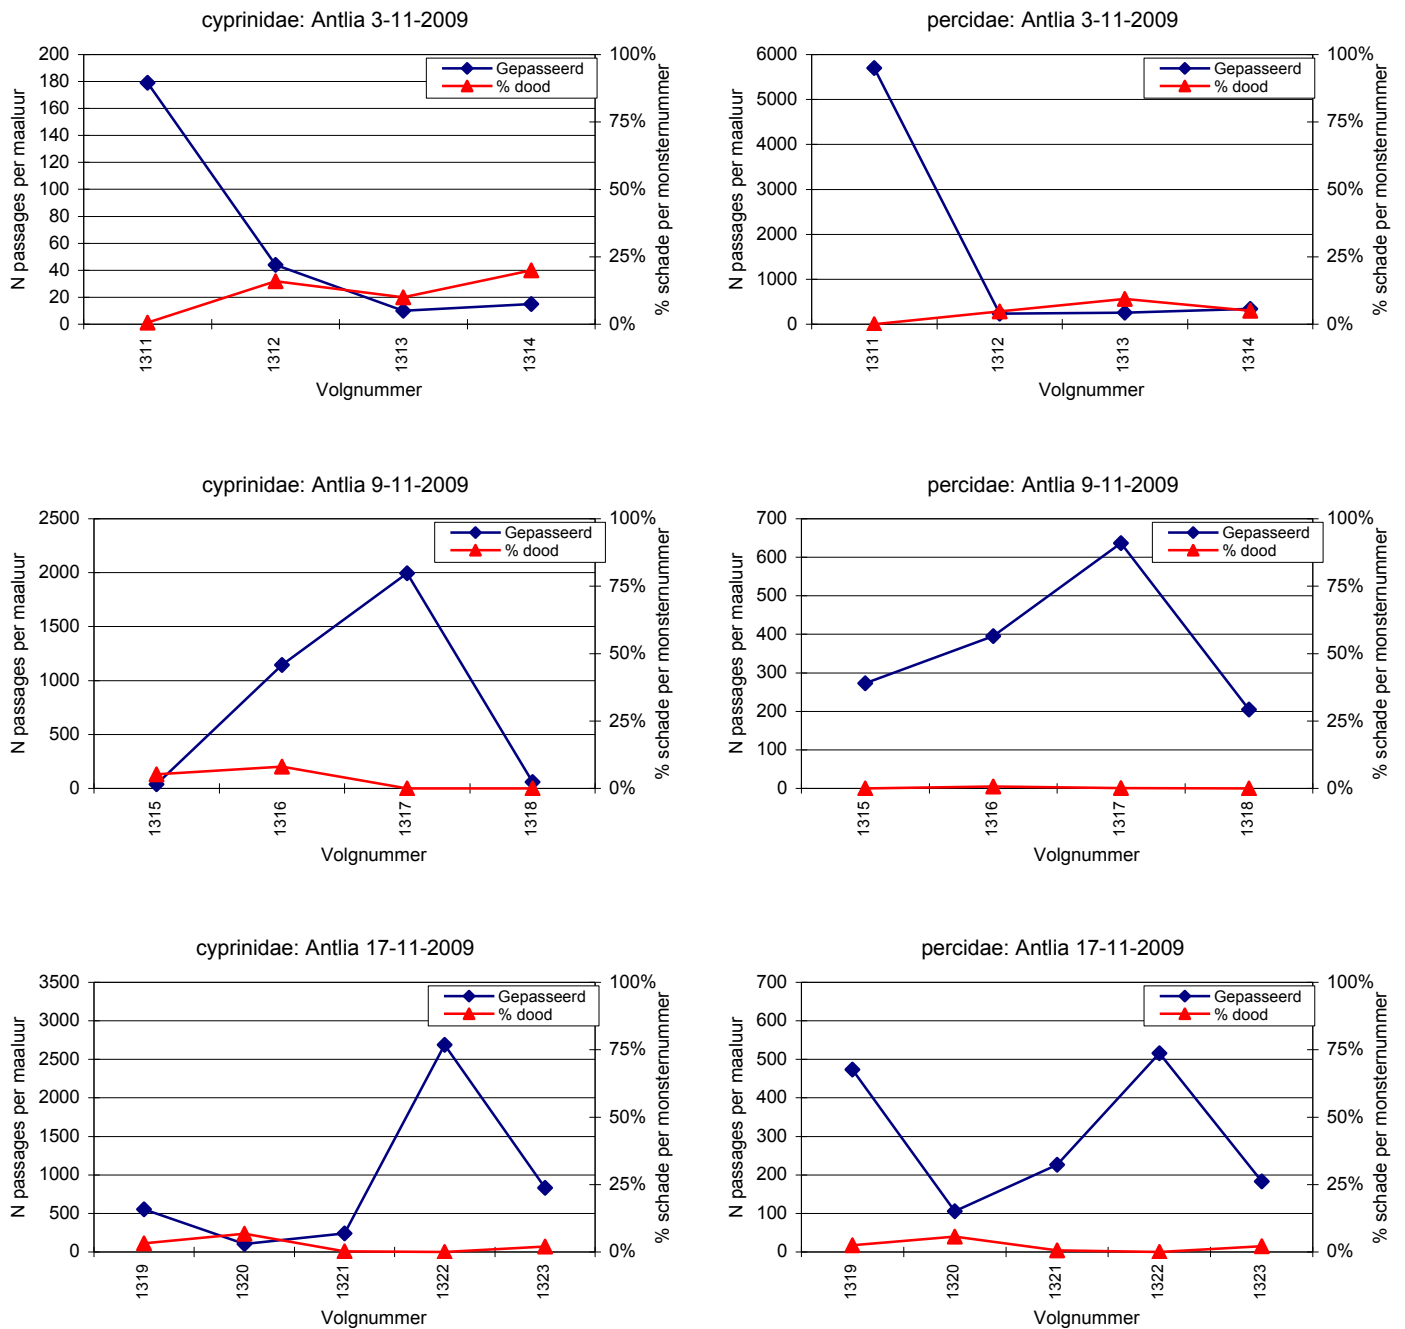 cyprinidae: Antlia 3-11-2009
N passages per maaluur
200
180
160
140
120
100
80
60
40
20
0
100%
75%
50%
25%
0%
% schade per monsternummer
Gepasseerd
% dood
1311
1312
1313
1314
Volgnummer
percidae: Antlia 3-11-2009
N passages per maaluur
6000
5000
4000
3000
2000
1000
0
100%
75%
50%
25%
0%
% schade per monsternummer
Gepasseerd
% dood
1311
1312
1313
1314
Volgnummer
cyprinidae: Antlia 9-11-2009
N passages per maaluur
2500
2000
1500
1000
500
0
100%
75%
50%
25%
0%
% schade per monsternummer
Gepasseerd
% dood
1315
1316
1317
1318
Volgnummer
percidae: Antlia 9-11-2009
N passages per maaluur
700
600
500
400
300
200
100
0
100%
75%
50%
25%
0%
% schade per monsternummer
Gepasseerd
% dood
1315
1316
1317
1318
Volgnummer
cyprinidae: Antlia 17-11-2009
N passages per maaluur
3500
3000
2500
2000
1500
1000
500
0
100%
75%
50%
25%
0%
% schade per monsternummer
Gepasseerd
% dood
1319
1320
1321
1322
1323
Volgnummer
percidae: Antlia 17-11-2009
N passages per maaluur
700
600
500
400
300
200
100
0
100%
75%
50%
25%
0%
% schade per monsternummer
Gepasseerd
% dood
1319
1320
1321
1322
1323
Volgnummer